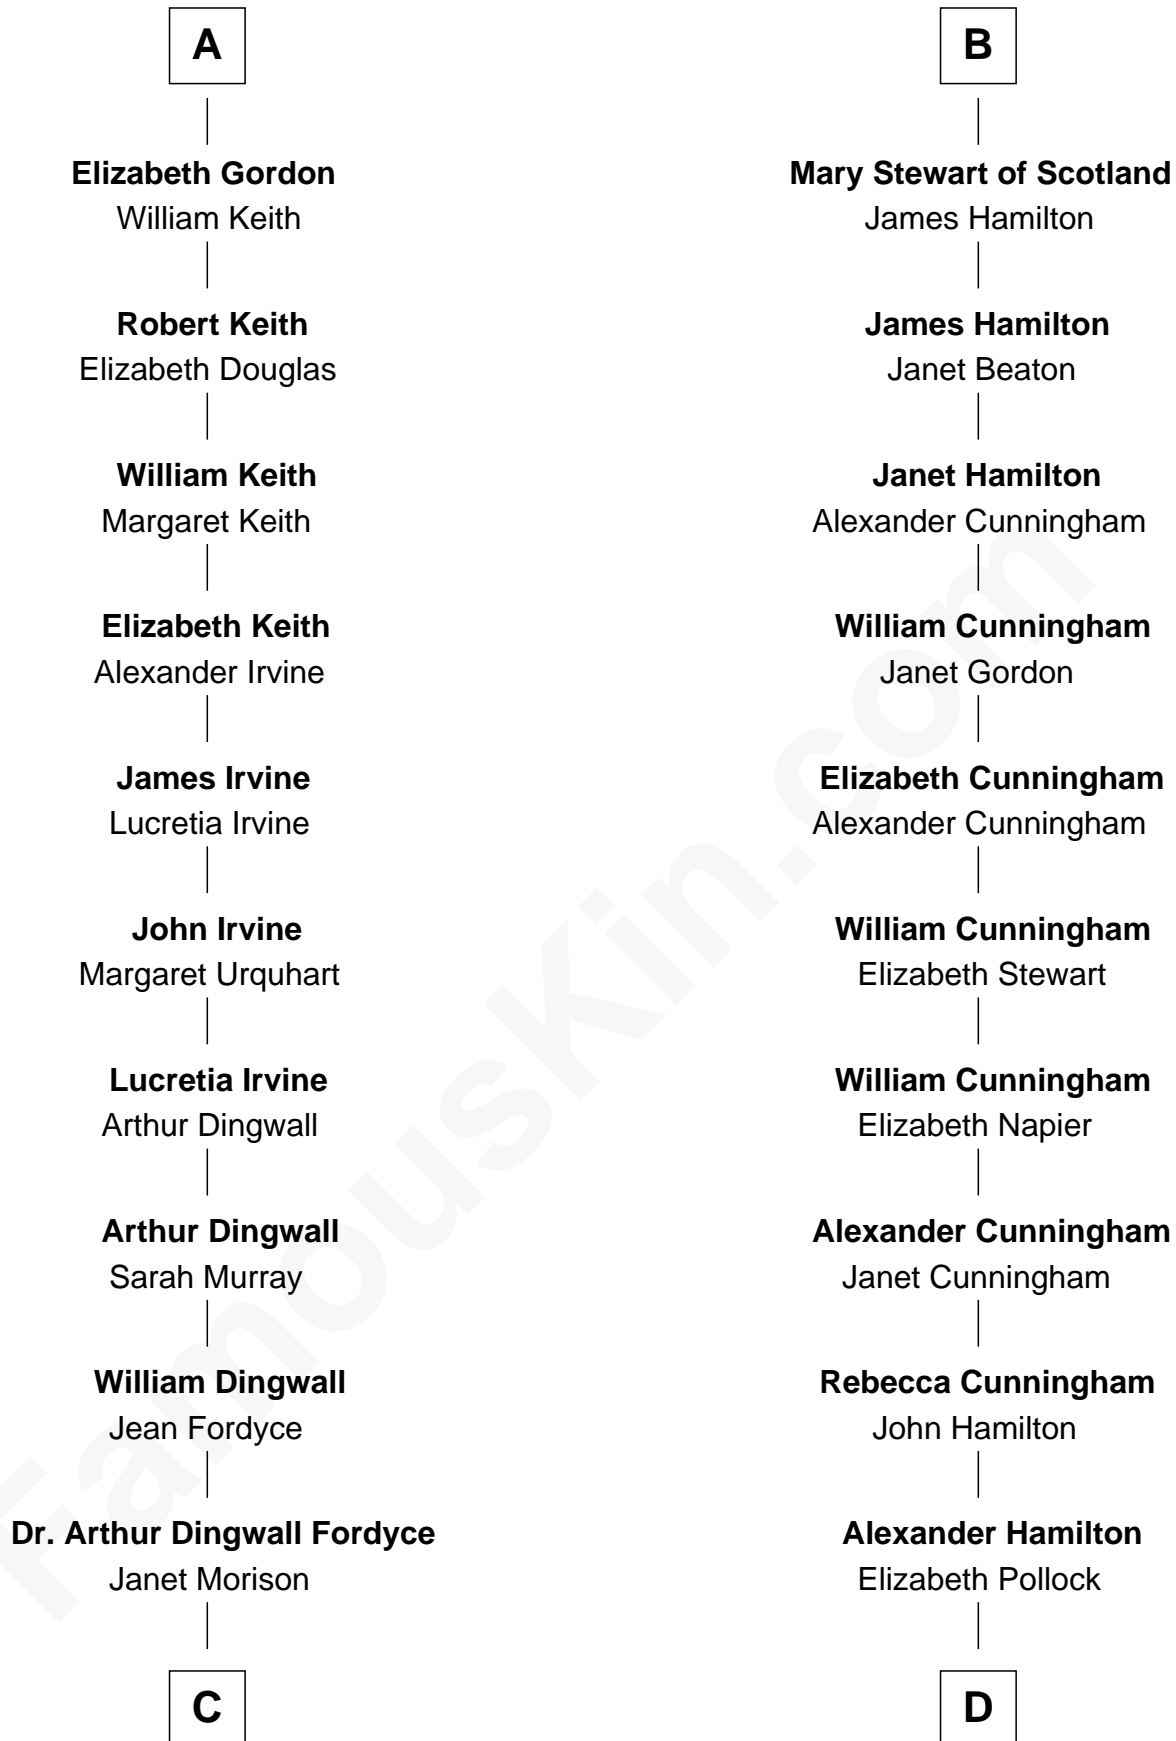 A
Elizabeth Gordon
William Keith
Robert Keith
Elizabeth Douglas
William Keith
Margaret Keith
Elizabeth Keith
Alexander Irvine
James Irvine
Lucretia Irvine
John Irvine
Margaret Urquhart
Lucretia Irvine
Arthur Dingwall
Arthur Dingwall
Sarah Murray
William Dingwall
Jean Fordyce
Dr. Arthur Dingwall Fordyce
Janet Morison
C
B
Mary Stewart of Scotland
James Hamilton
James Hamilton
Janet Beaton
Janet Hamilton
Alexander Cunningham
William Cunningham
Janet Gordon
Elizabeth Cunningham
Alexander Cunningham
William Cunningham
Elizabeth Stewart
William Cunningham
Elizabeth Napier
Alexander Cunningham
Janet Cunningham
Rebecca Cunningham
John Hamilton
Alexander Hamilton
Elizabeth Pollock
D
FamousKin.com